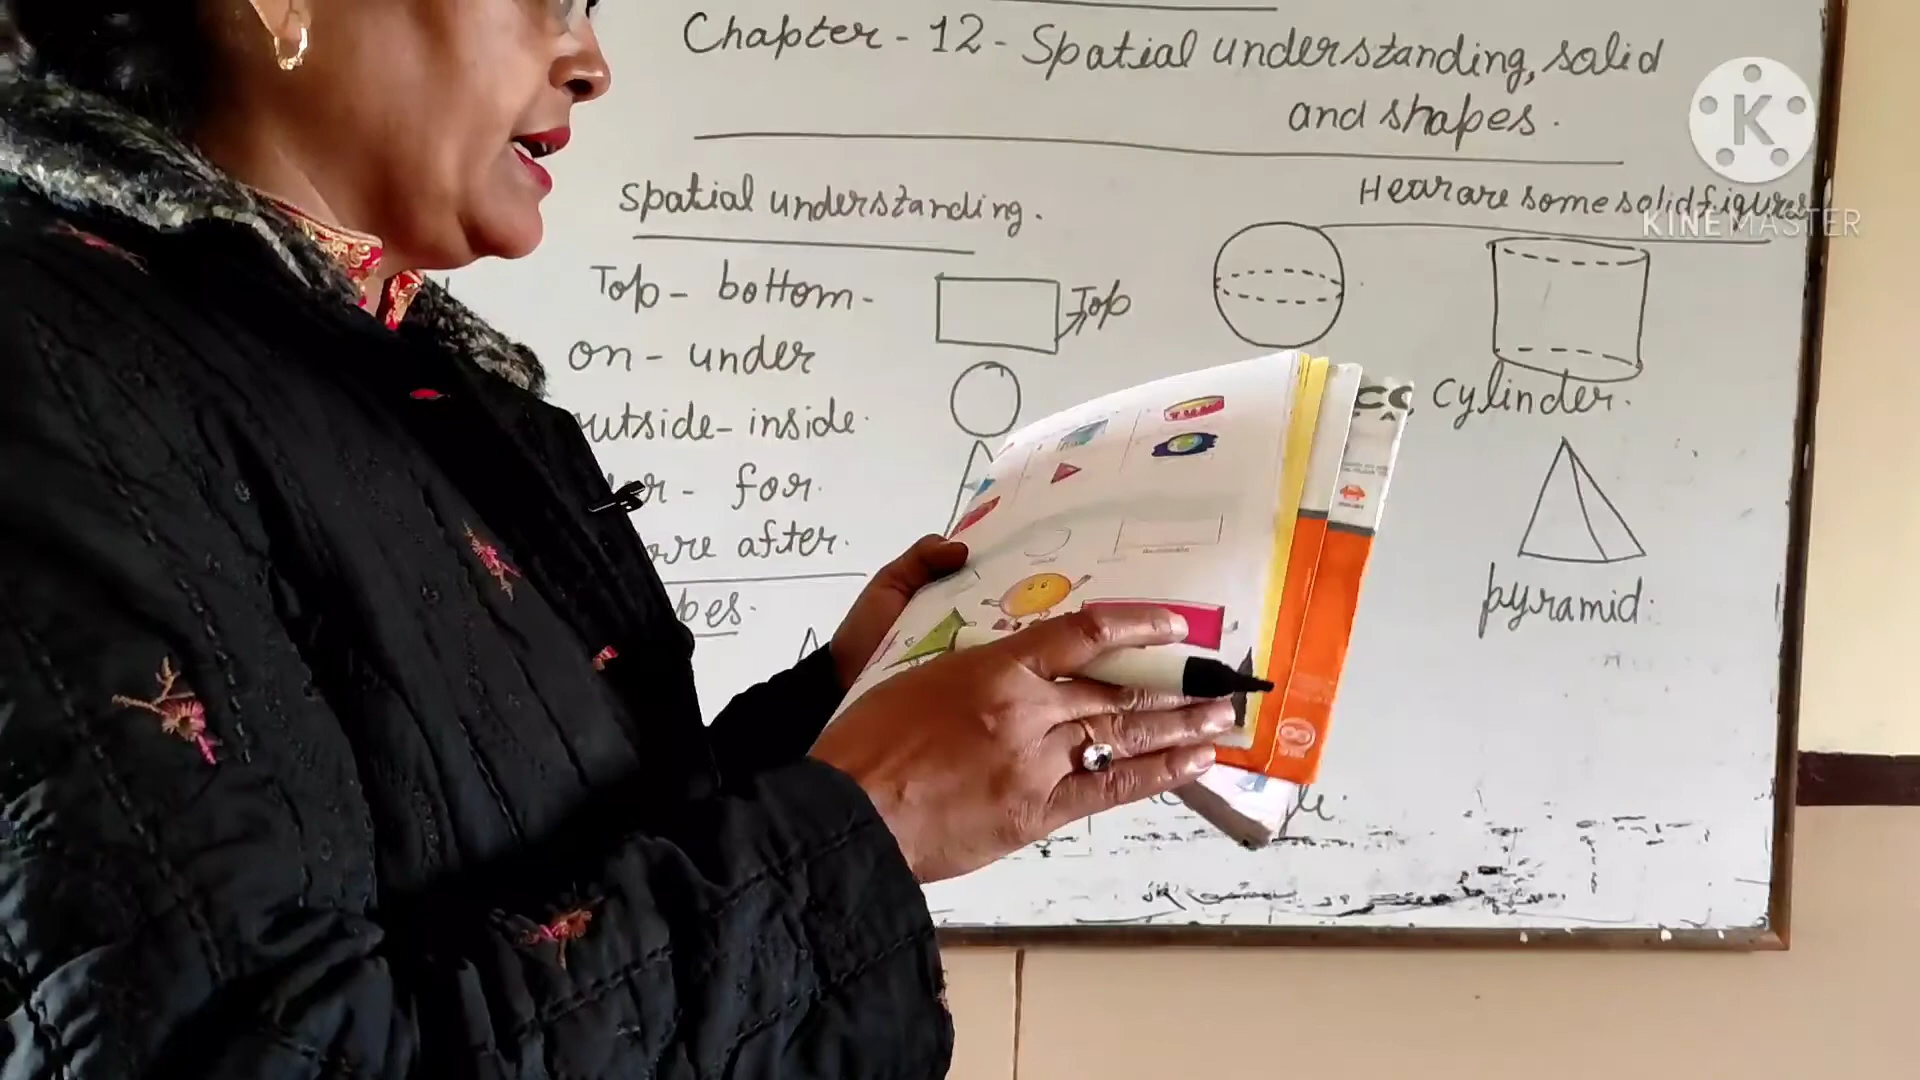 Chapter - 12 - Spatial understanding, solid
and shapes.
Spatial understanding.
Top - bottom -
Top
on - under
outside - inside.
for.
after.
Hear are some solid figures
cylinder.
pyramid.
K
KINEMASTER